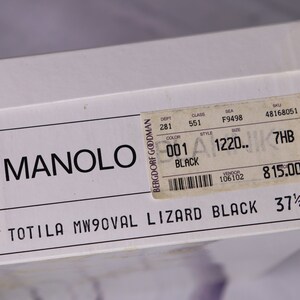 MANOLO
BERGDORF GOODMAN
DEPT CLASS SEA SKU
281 551 F9498 48168051
COLOR STYLE SIZE
001 1220.. 7HB
BLACK
VENDOR
106102 815.00
TOTILA MW90VAL LIZARD BLACK 37½